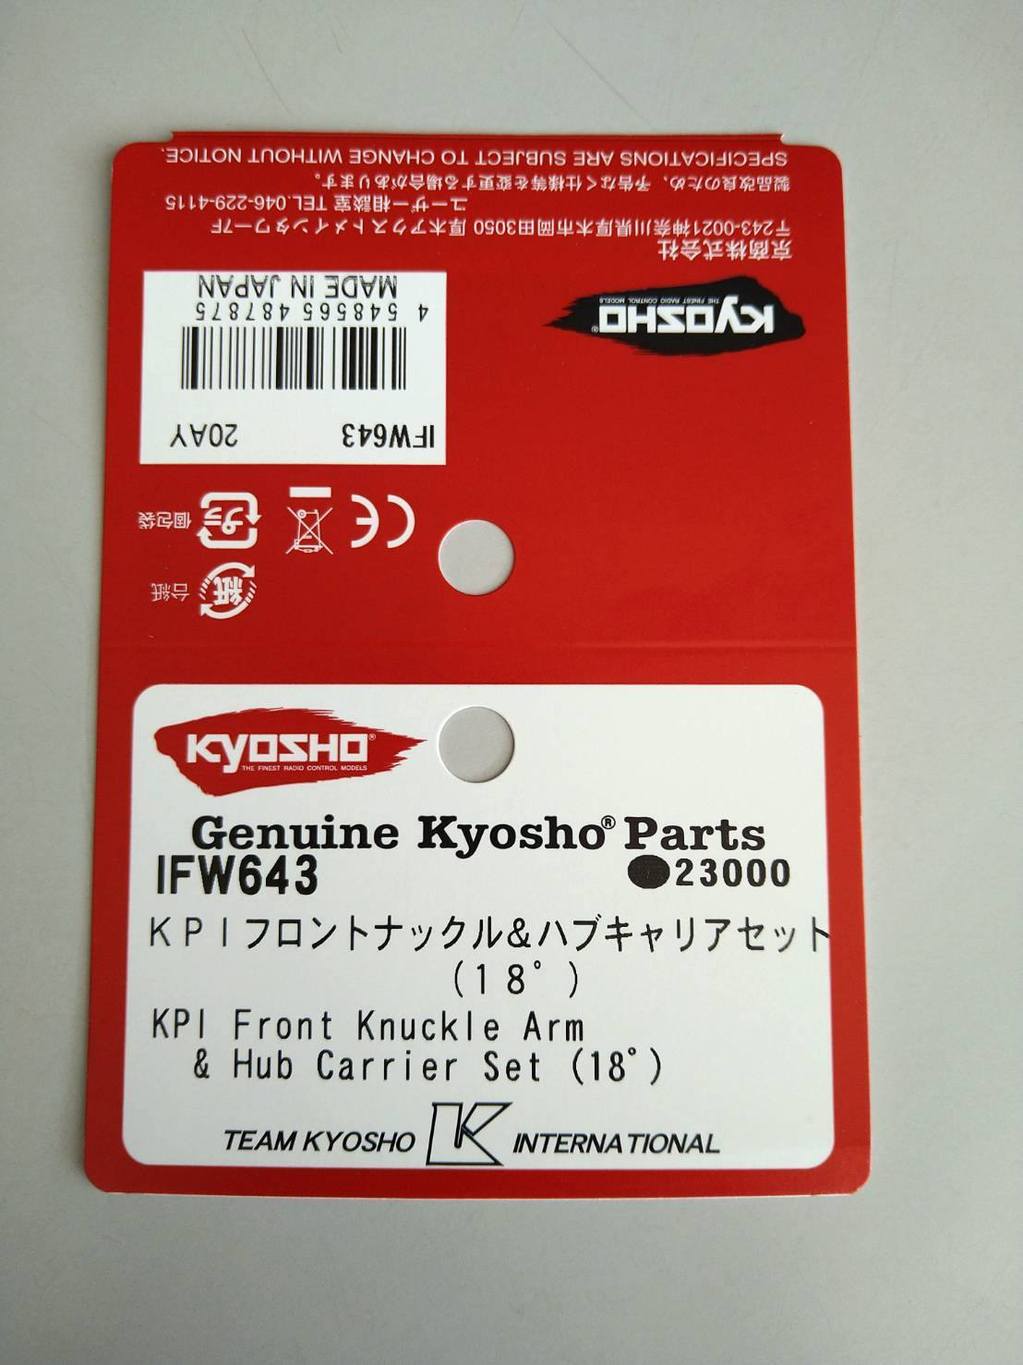 SPECIFICATIONS ARE SUBJECT TO CHANGE WITHOUT NOTICE.
製品改良のため、予告なく仕様等を変更する場合があります。
ユーザー相談室 TEL.046-229-4115
〒243-0021神奈川県厚木市岡田3050 厚木アクストメインタワー7F
京商株式会社
KYOSHO®
THE FINEST RADIO CONTROL MODELS
MADE IN JAPAN
4 548565 487875
IFW643 20AY
CE
プラ
個包装
紙
台紙
KYOSHO®
THE FINEST RADIO CONTROL MODELS
Genuine Kyosho® Parts
IFW643 ●23000
KPIフロントナックル&ハブキャリアセット
(18°)
KPI Front Knuckle Arm
& Hub Carrier Set (18°)
TEAM KYOSHO K INTERNATIONAL